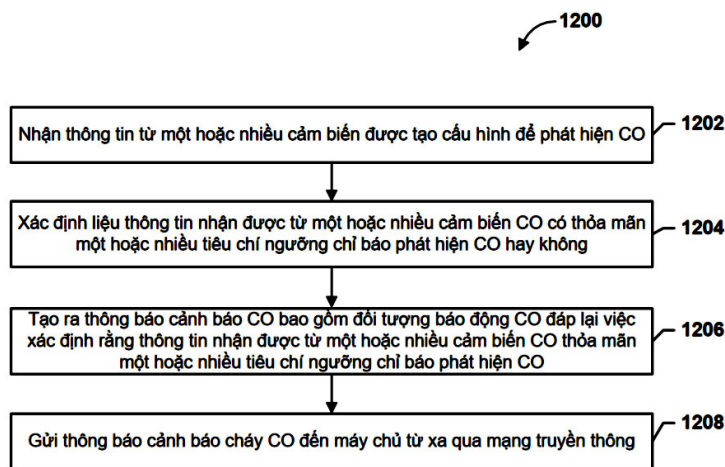 1200
Nhận thông tin từ một hoặc nhiều cảm biến được tạo cấu hình để phát hiện CO
1202
Xác định liệu thông tin nhận được từ một hoặc nhiều cảm biến CO có thỏa mãn
một hoặc nhiều tiêu chí ngưỡng chỉ báo phát hiện CO hay không
1204
Tạo ra thông báo cảnh báo CO bao gồm đối tượng báo động CO đáp lại việc
xác định rằng thông tin nhận được từ một hoặc nhiều cảm biến CO thỏa mãn
một hoặc nhiều tiêu chí ngưỡng chỉ báo phát hiện CO
1206
Gửi thông báo cảnh báo cháy CO đến máy chủ từ xa qua mạng truyền thông
1208